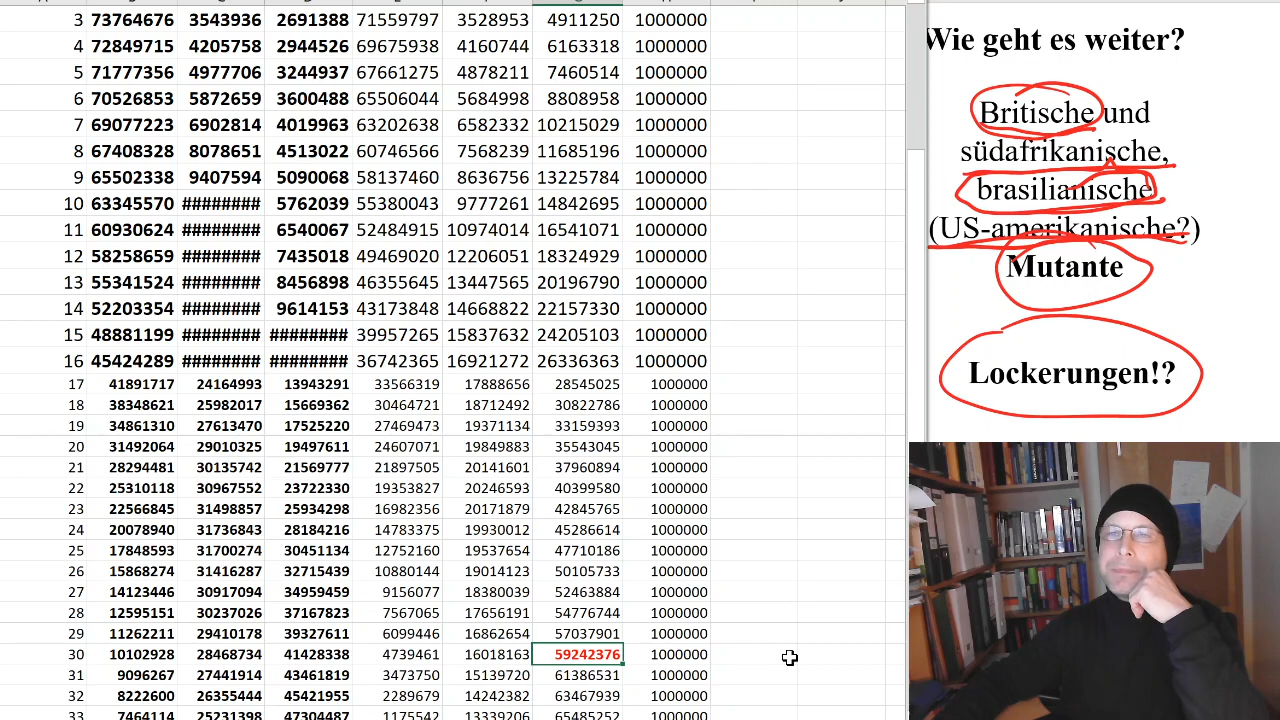 3 73764676 3543936 2691388 71559797 3528953 4911250 1000000
4 72849715 4205758 2944526 69675938 4160744 6163318 1000000
5 71777356 4977706 3244937 67661275 4878211 7460514 1000000
6 70526853 5872659 3600488 65506044 5684998 8808958 1000000
7 69077223 6902814 4019963 63202638 6582332 10215029 1000000
8 67408328 8078651 4513022 60746566 7568239 11685196 1000000
9 65502338 9407594 5090068 58137460 8636756 13225784 1000000
10 63345570 ######## 5762039 55380043 9777261 14842695 1000000
11 60930624 ######## 6540067 52484915 10974014 16541071 1000000
12 58258659 ######## 7435018 49469020 12206051 18324929 1000000
13 55341524 ######## 8456898 46355645 13447565 20196790 1000000
14 52203354 ######## 9614153 43173848 14668822 22157330 1000000
15 48881199 ######## ######## 39957265 15837632 24205103 1000000
16 45424289 ######## ######## 36742365 16921272 26336363 1000000
17 41891717 24164993 13943291 33566319 17888656 28545025 1000000
18 38348621 25982017 15669362 30464721 18712492 30822786 1000000
19 34861310 27613470 17525220 27469473 19371134 33159393 1000000
20 31492064 29010325 19497611 24607071 19849883 35543045 1000000
21 28294481 30135742 21569777 21897505 20141601 37960894 1000000
22 25310118 30967552 23722330 19353827 20246593 40399580 1000000
23 22566845 31498857 25934298 16982356 20171879 42845765 1000000
24 20078940 31736843 28184216 14783375 19930012 45286614 1000000
25 17848593 31700274 30451134 12752160 19537654 47710186 1000000
26 15868274 31416287 32715439 10880144 19014123 50105733 1000000
27 14123446 30917094 34959459 9156077 18380039 52463884 1000000
28 12595151 30237026 37167823 7567065 17656191 54776744 1000000
29 11262211 29410178 39327611 6099446 16862654 57037901 1000000
30 10102928 28468734 41428338 4739461 16018163 59242376 1000000
31 9096267 27441914 43461819 3473750 15139720 61386531 1000000
32 8222600 26355444 45421955 2289679 14242382 63467939 1000000
33 7464114 25231398 47304487 1175542 13339206 65485252 1000000
Wie geht es weiter?
Britische und
südafrikanische,
brasilianische
(US-amerikanische?)
Mutante
Lockerungen!?